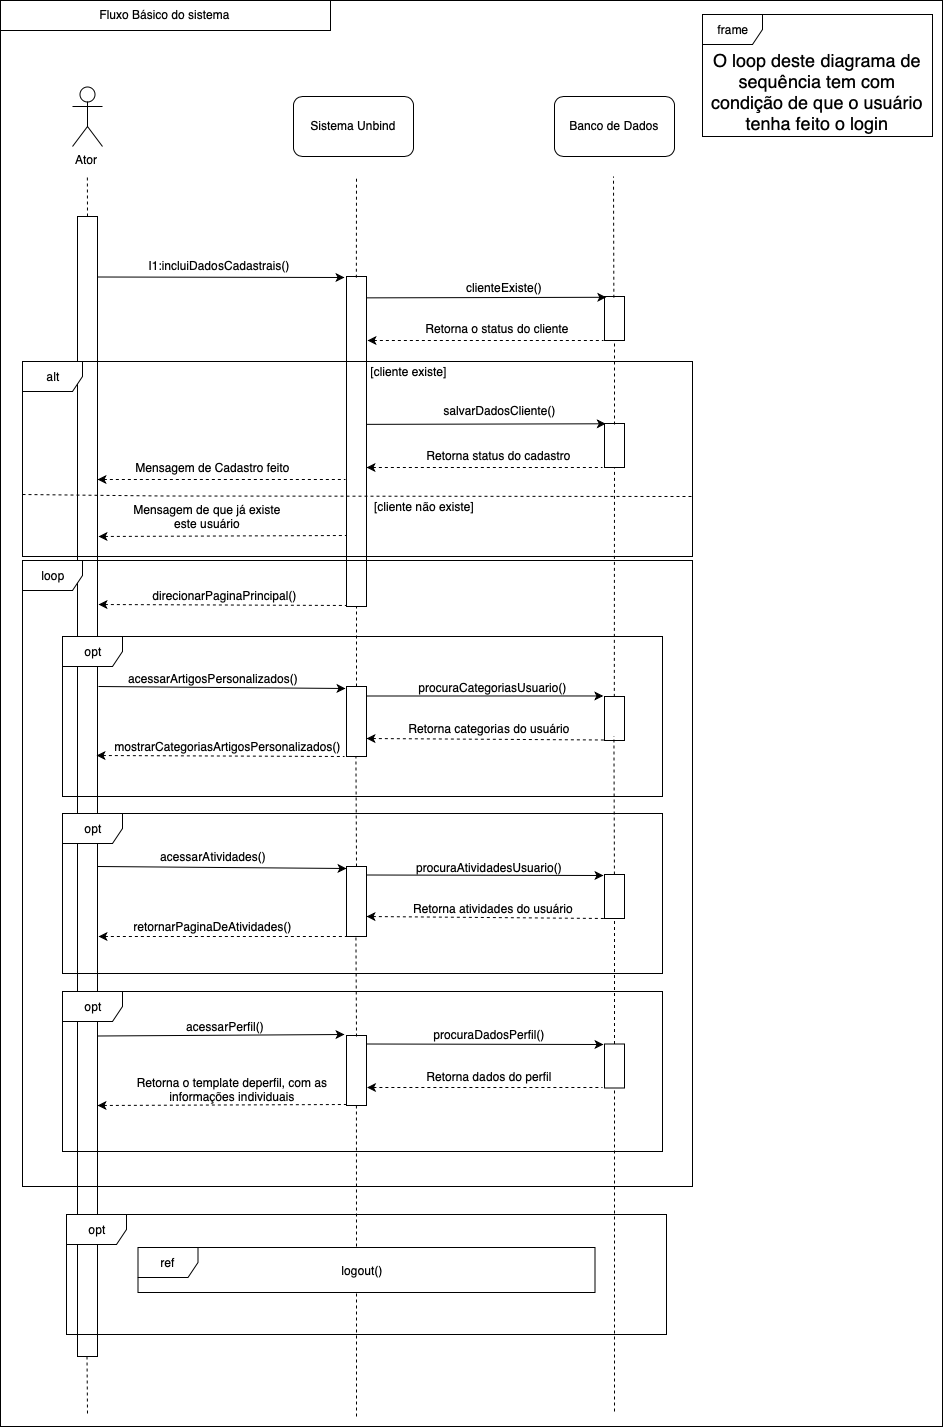 Fluxo Básico do sistema
frame
O loop deste diagrama de
sequência tem com
condição de que o usuário
tenha feito o login
Ator
Sistema Unbind
Banco de Dados
I1:incluiDadosCadastrais()
clienteExiste()
Retorna o status do cliente
alt
[cliente existe]
salvarDadosCliente()
Retorna status do cadastro
Mensagem de Cadastro feito
[cliente não existe]
Mensagem de que já existe
este usuário
loop
direcionarPaginaPrincipal()
opt
acessarArtigosPersonalizados()
procuraCategoriasUsuario()
Retorna categorias do usuário
mostrarCategoriasArtigosPersonalizados()
opt
acessarAtividades()
procuraAtividadesUsuario()
Retorna atividades do usuário
retornarPaginaDeAtividades()
opt
acessarPerfil()
procuraDadosPerfil()
Retorna dados do perfil
Retorna o template deperfil, com as
informações individuais
opt
ref
logout()